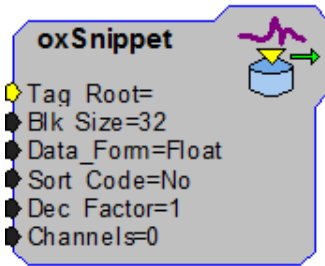 oxSnippet
Tag Root=
Blk Size=32
Data_Form=Float
Sort Code=No
Dec Factor=1
Channels=0